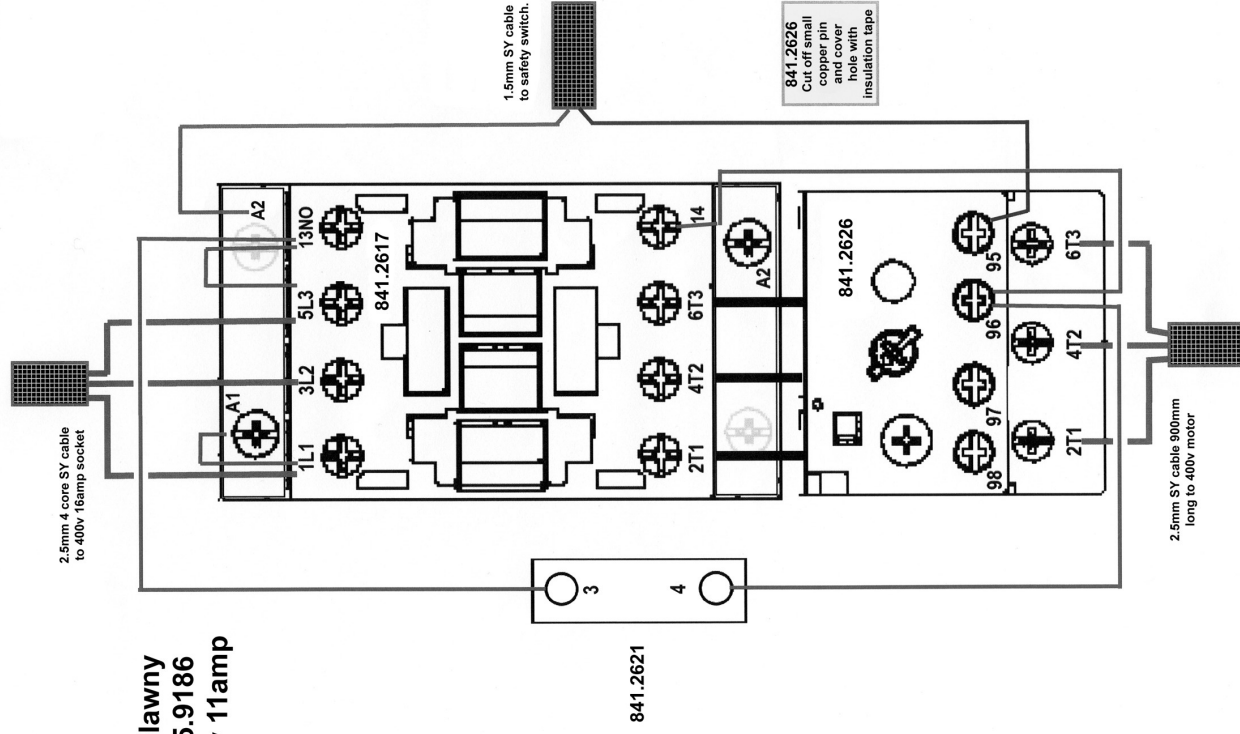 1.5mm SY cable
to safety switch.
841.2626
Cut off small
copper pin
and cover
hole with
insulation tape
2.5mm 4 core SY cable
to 400v 16amp socket
A1
A2
1L1
3L2
5L3
13NO
841.2617
2T1
4T2
6T3
14
A2
841.2626
98
97
96
95
2T1
4T2
6T3
2.5mm SY cable 900mm
long to 400v motor
3
4
841.2621
lawny
.9186
11amp